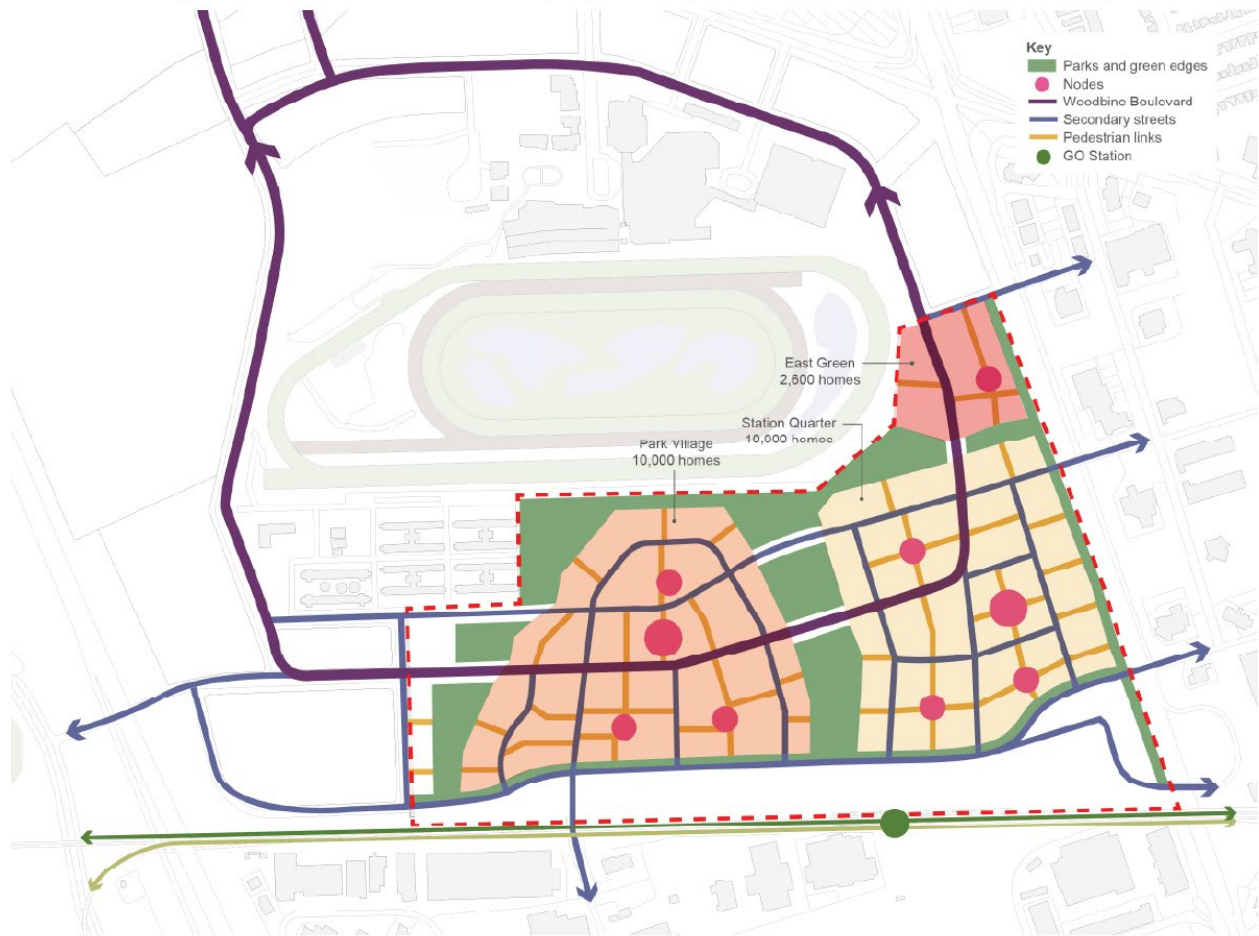 Key
Parks and green edges
Nodes
Woodbine Boulevard
Secondary streets
Pedestrian links
GO Station
East Green
2,600 homes
Station Quarter
10,000 homes
Park Village
10,000 homes